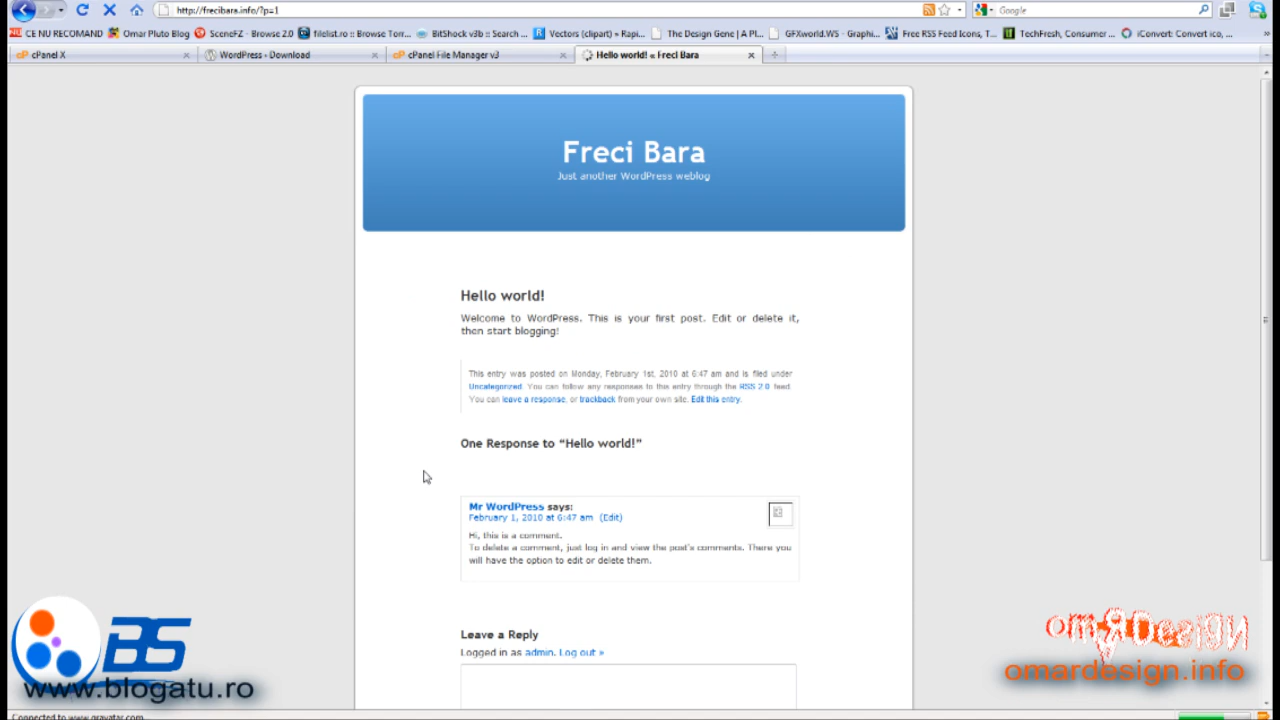 http://frecibara.info/?p=1
Google
CE NU RECOMAND
Omar Pluto Blog
SceneFZ - Browse 2.0
filelist.ro :: Browse Torr...
BitShock v3b :: Search ...
Vectors (clipart) « Rapi...
The Design Gene | A Pl...
GFXworld.WS - Graphi...
Free RSS Feed Icons, T...
TechFresh, Consumer ...
iConvert: Convert ico, ...
cPanel X
WordPress › Download
cPanel File Manager v3
Hello world! « Freci Bara
Freci Bara
Just another WordPress weblog
Hello world!
Welcome to WordPress. This is your first post. Edit or delete it,
then start blogging!
This entry was posted on Monday, February 1st, 2010 at 6:47 am and is filed under
Uncategorized. You can follow any responses to this entry through the RSS 2.0 feed.
You can leave a response, or trackback from your own site. Edit this entry.
One Response to “Hello world!”
Mr WordPress says:
February 1, 2010 at 6:47 am (Edit)
Hi, this is a comment.
To delete a comment, just log in and view the post's comments. There you
will have the option to edit or delete them.
Leave a Reply
Logged in as admin. Log out »
BS
www.blogatu.ro
omardesign.info
Connected to www.gravatar.com